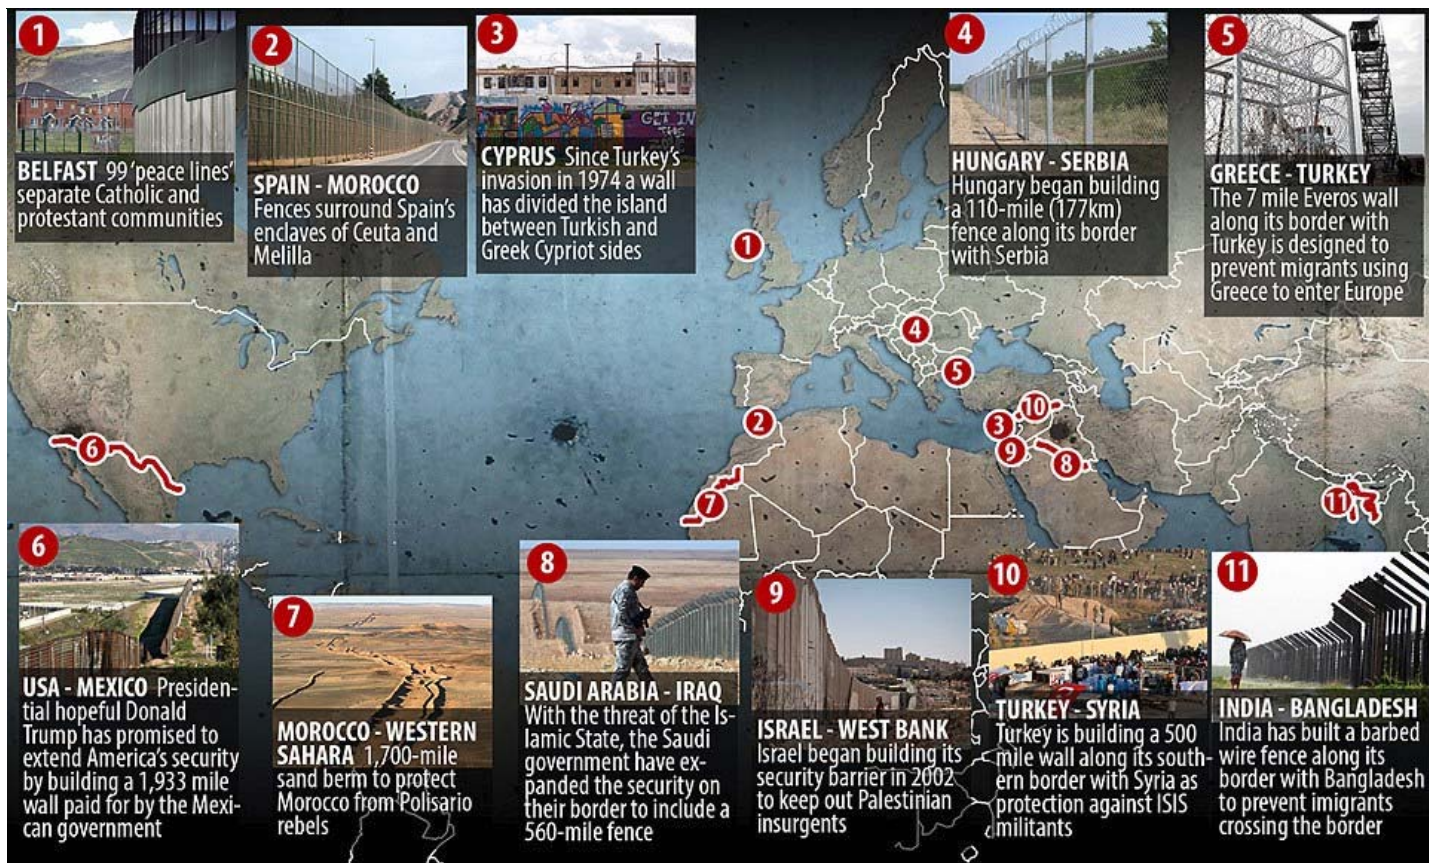 1
BELFAST 99 'peace lines'
separate Catholic and
protestant communities
2
SPAIN - MOROCCO
Fences surround Spain's
enclaves of Ceuta and
Melilla
3
GET IN
THE
CYPRUS Since Turkey's
invasion in 1974 a wall
has divided the island
between Turkish and
Greek Cypriot sides
4
HUNGARY - SERBIA
Hungary began building
a 110-mile (177km)
fence along its border
with Serbia
5
GREECE - TURKEY
The 7 mile Everos wall
along its border with
Turkey is designed to
prevent migrants using
Greece to enter Europe
1
4
5
2
10
3
9
8
6
7
11
6
USA - MEXICO Presiden-
tial hopeful Donald
Trump has promised to
extend America's security
by building a 1,933 mile
wall paid for by the Mexi-
can government
7
MOROCCO - WESTERN
SAHARA 1,700-mile
sand berm to protect
Morocco from Polisario
rebels
8
SAUDI ARABIA - IRAQ
With the threat of the Is-
lamic State, the Saudi
government have ex-
panded the security on
their border to include a
560-mile fence
9
ISRAEL - WEST BANK
Israel began building its
security barrier in 2002
to keep out Palestinian
insurgents
10
TURKEY - SYRIA
Turkey is building a 500
mile wall along its south-
ern border with Syria as
protection against ISIS
militants
11
INDIA - BANGLADESH
India has built a barbed
wire fence along its
border with Bangladesh
to prevent imigrants
crossing the border